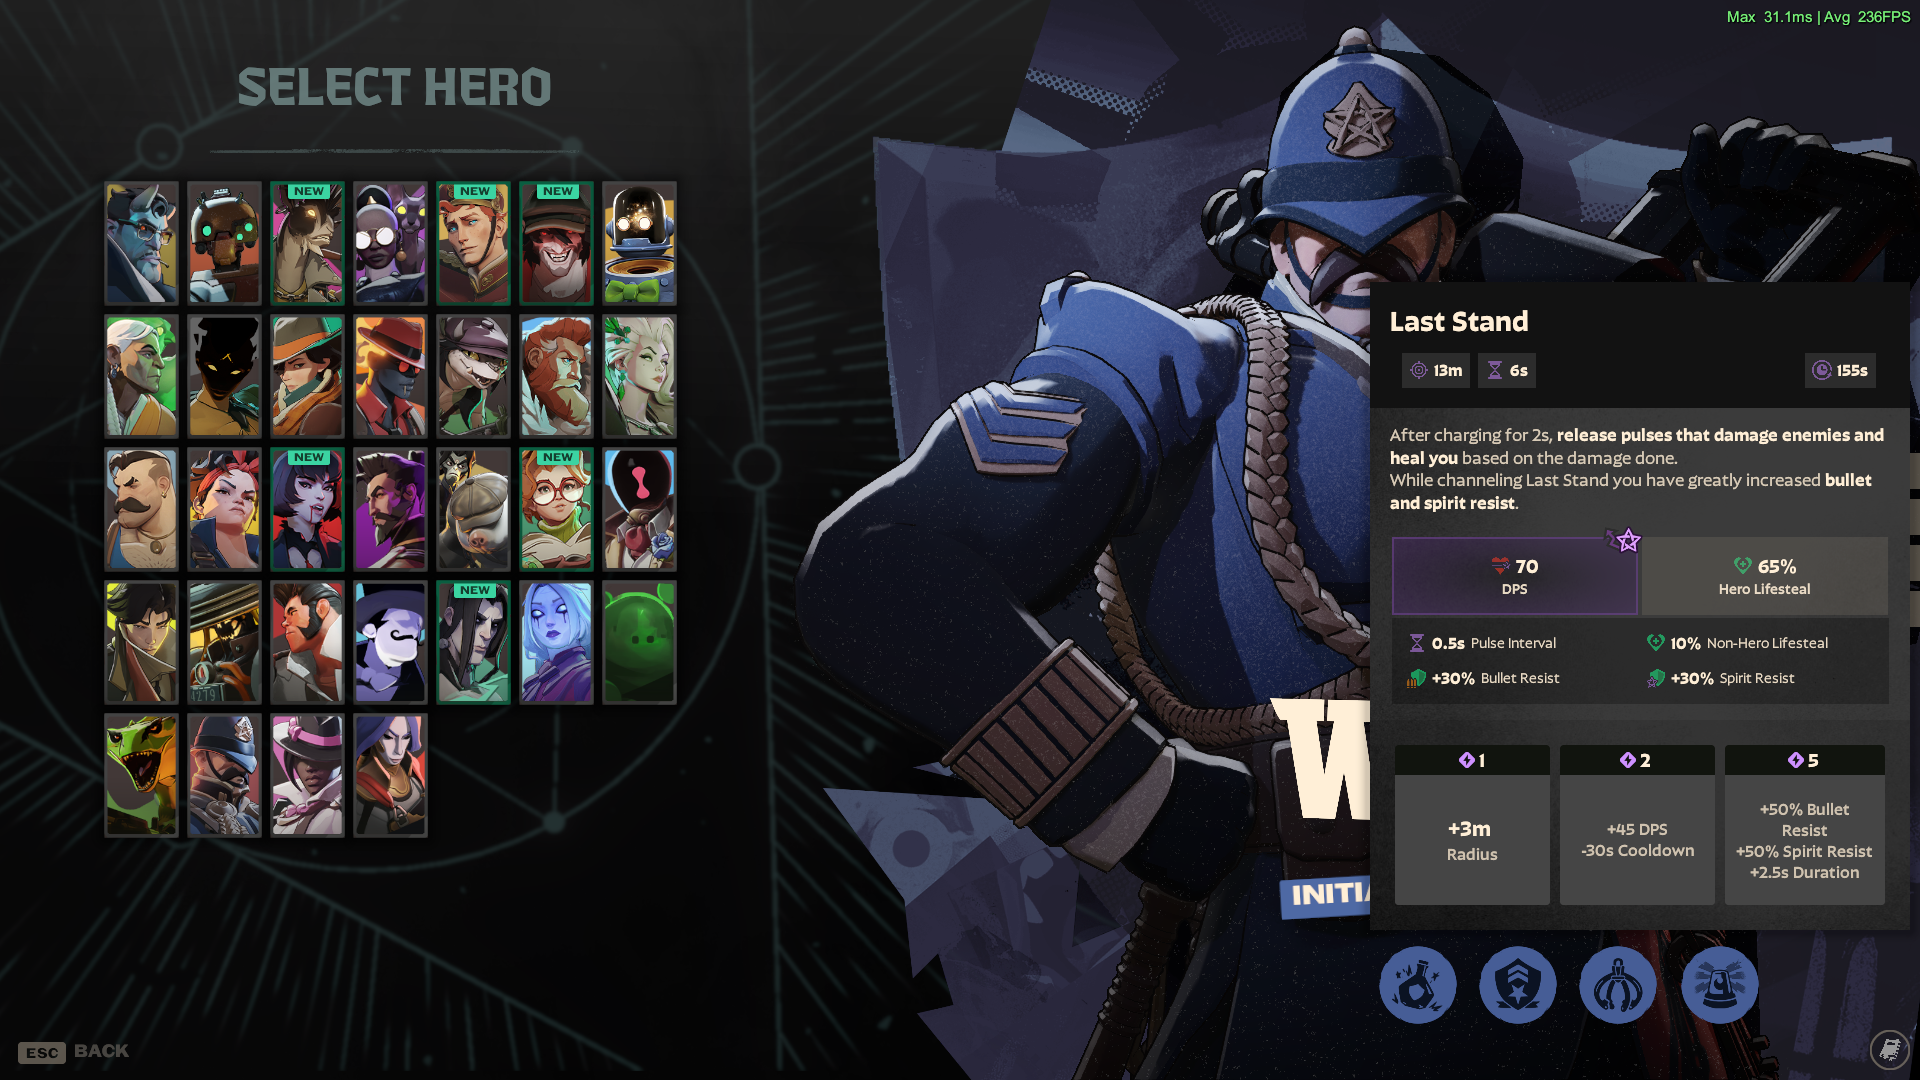 Max 31.1ms | Avg 236FPS
SELECT HERO
NEW
NEW
NEW
NEW
NEW
NEW
Last Stand
13m
6s
155s
After charging for 2s, release pulses that damage enemies and
heal you based on the damage done.
While channeling Last Stand you have greatly increased bullet
and spirit resist.
70
DPS
65%
Hero Lifesteal
0.5s Pulse Interval
10% Non-Hero Lifesteal
+30% Bullet Resist
+30% Spirit Resist
1
+3m
Radius
2
+45 DPS
-30s Cooldown
5
+50% Bullet
Resist
+50% Spirit Resist
+2.5s Duration
W
INITI
ESC BACK